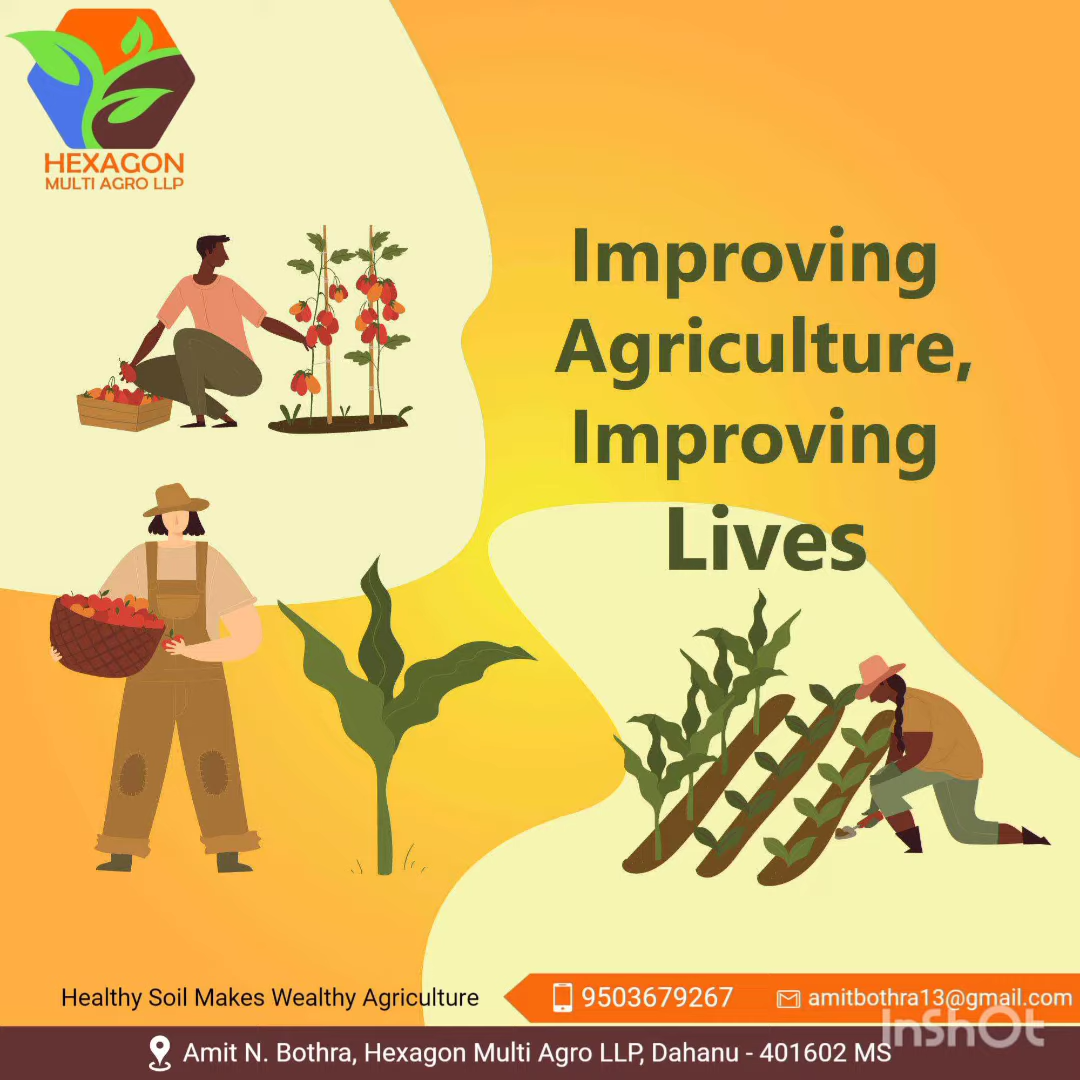 HEXAGON
MULTI AGRO LLP
Improving
Agriculture,
Improving
Lives
Healthy Soil Makes Wealthy Agriculture
9503679267
amitbothra13@gmail.com
InShOt
Amit N. Bothra, Hexagon Multi Agro LLP, Dahanu - 401602 MS